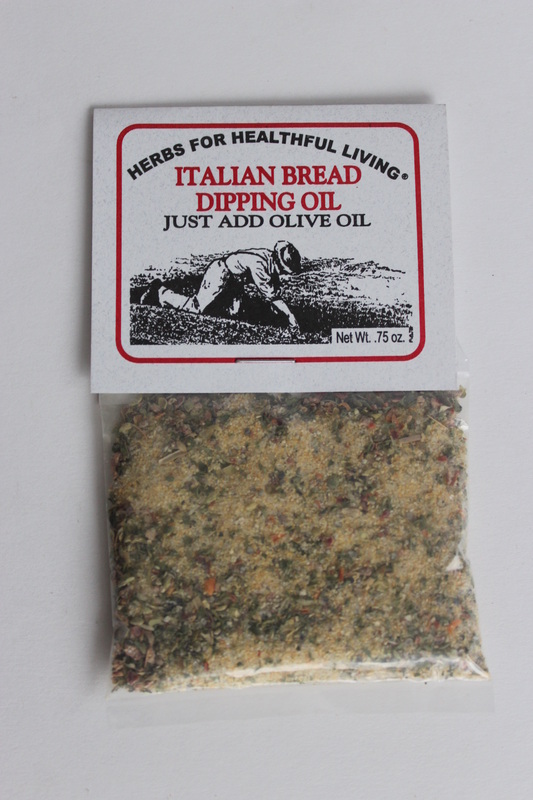 HERBS FOR HEALTHFUL LIVING®
ITALIAN BREAD
DIPPING OIL
JUST ADD OLIVE OIL
Net Wt. .75 oz.